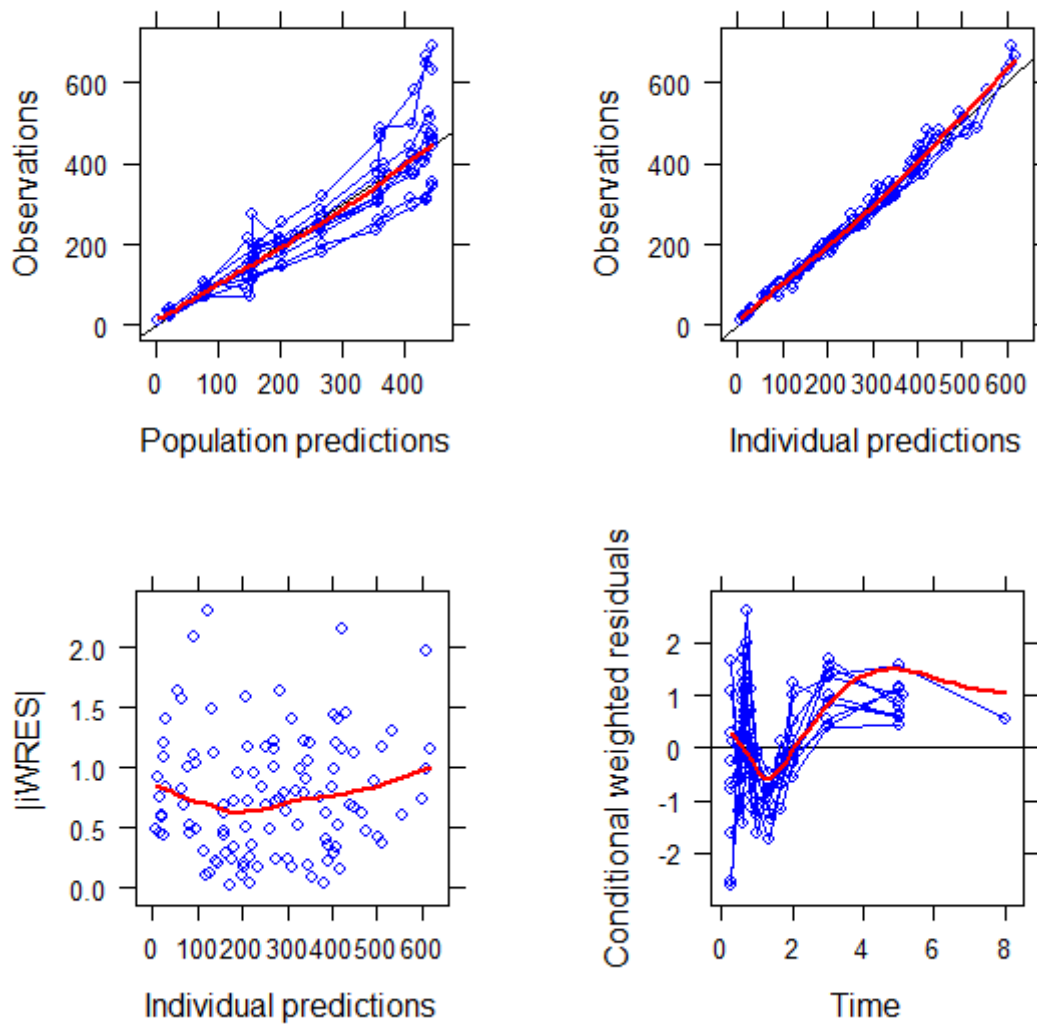 Observations
600
400
200
0
0 100 200 300 400
Population predictions
Observations
600
400
200
0
0 100 200 300 400 500 600
Individual predictions
|iWRES|
2.0
1.5
1.0
0.5
0.0
0 100 200 300 400 500 600
Individual predictions
Conditional weighted residuals
2
1
0
-1
-2
0 2 4 6 8
Time